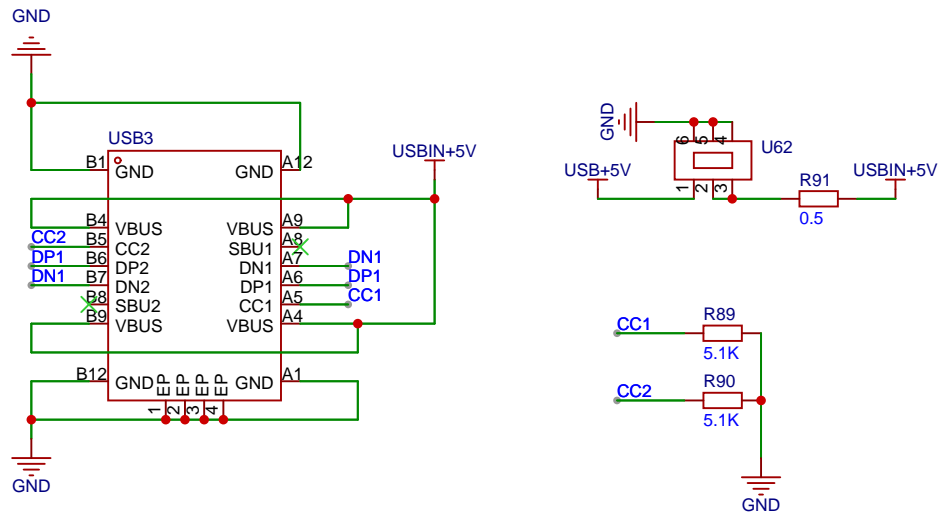 GND
USB3
B1
GND
GND
A12
USBIN+5V
B4
VBUS
VBUS
A9
CC2
B5
CC2
SBU1
A8
DP1
B6
DP2
DN1
A7
DN1
DN1
B7
DN2
DP1
A6
DP1
B8
SBU2
CC1
A5
CC1
B9
VBUS
VBUS
A4
B12
GND
GND
A1
EP
EP
EP
EP
1
2
3
4
GND
GND
6
5
4
U62
USB+5V
1
2
3
R91
0.5
USBIN+5V
CC1
R89
5.1K
CC2
R90
5.1K
GND